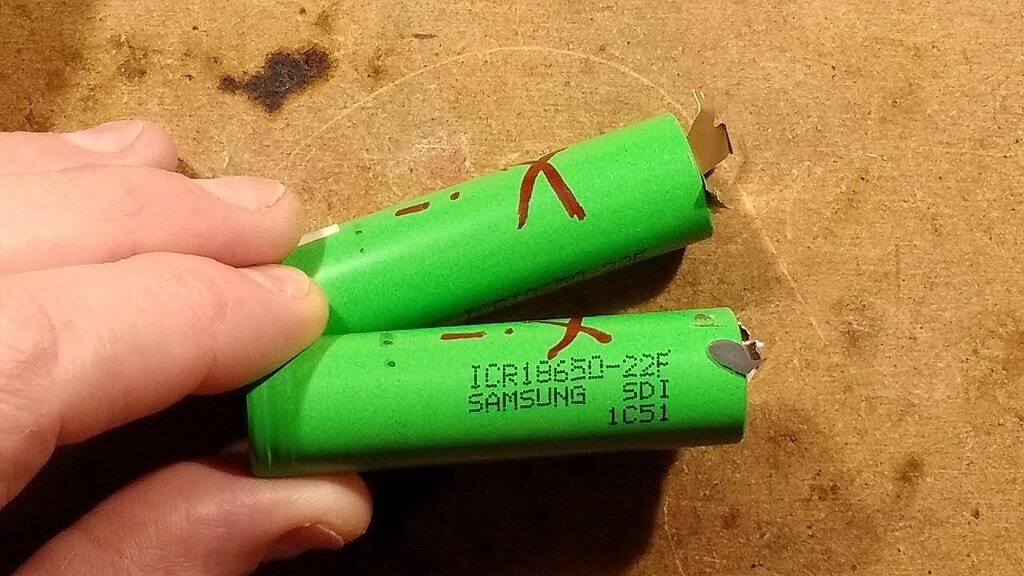 ICR18650-22F
SAMSUNG SDI
1C51